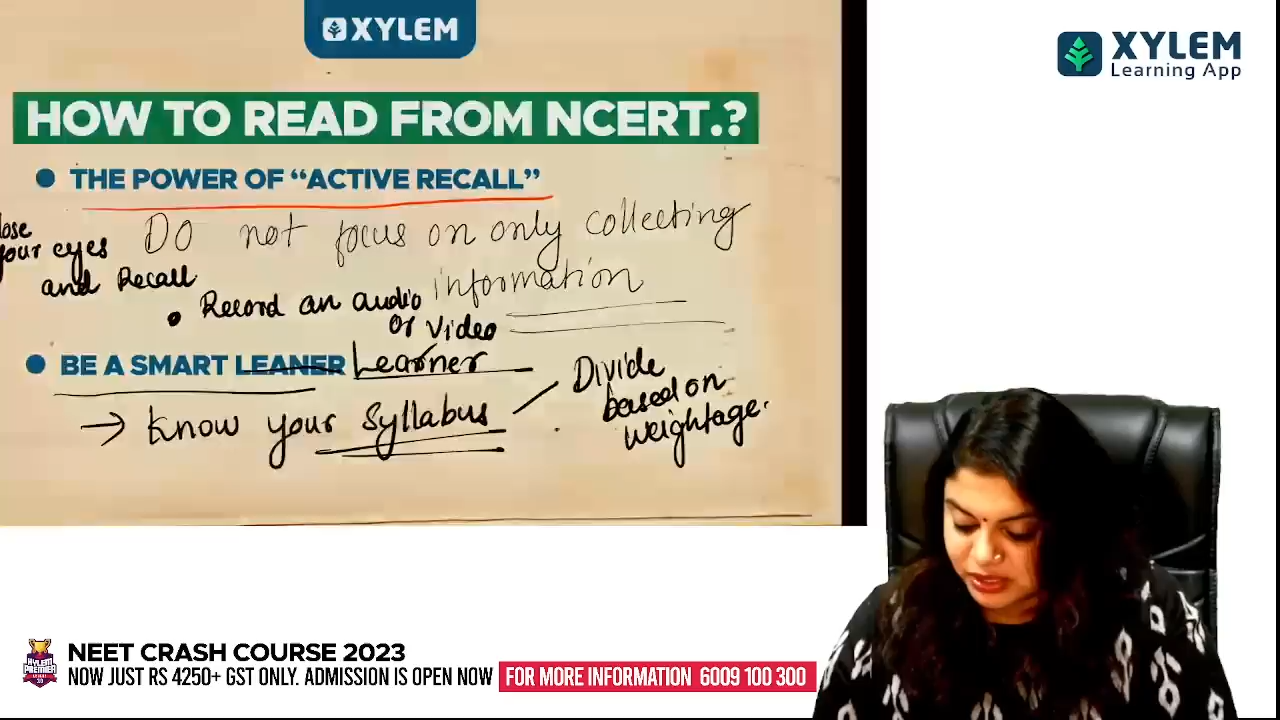 XYLEM
XYLEM
Learning App
HOW TO READ FROM NCERT.?
THE POWER OF “ACTIVE RECALL”
lose
your eyes
and Recall
DO not focus on only collecting
information
Record an audio
or video
BE A SMART LEANER Learner
Know your Syllabus
Divide
based on
weightage.
NEET CRASH COURSE 2023
NOW JUST RS 4250+ GST ONLY. ADMISSION IS OPEN NOW
FOR MORE INFORMATION 6009 100 300
XYLEM
PREMIER